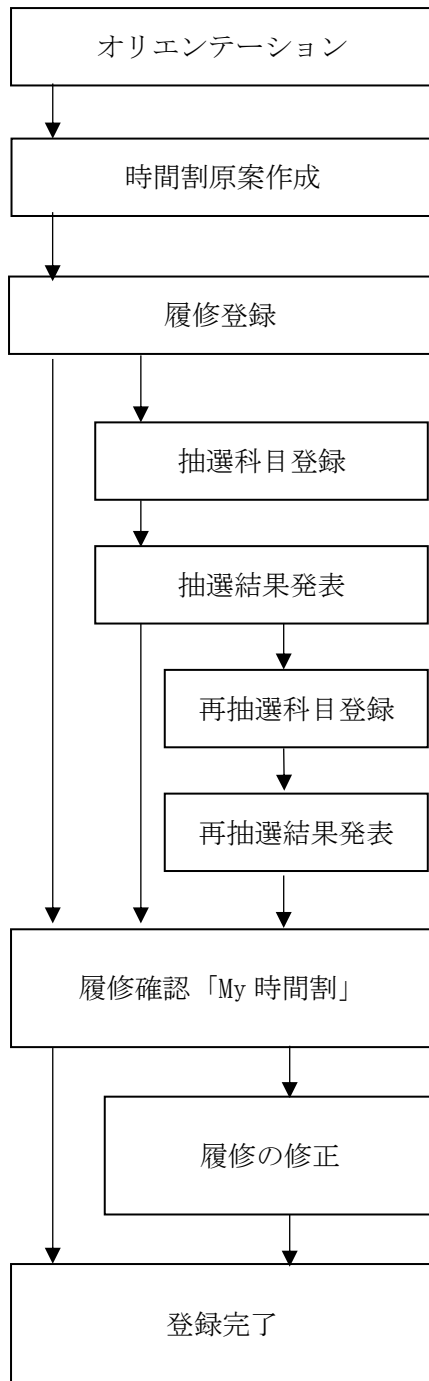 オリエンテーション
時間割原案作成
履修登録
抽選科目登録
抽選結果発表
再抽選科目登録
再抽選結果発表
履修確認「My 時間割」
履修の修正
登録完了